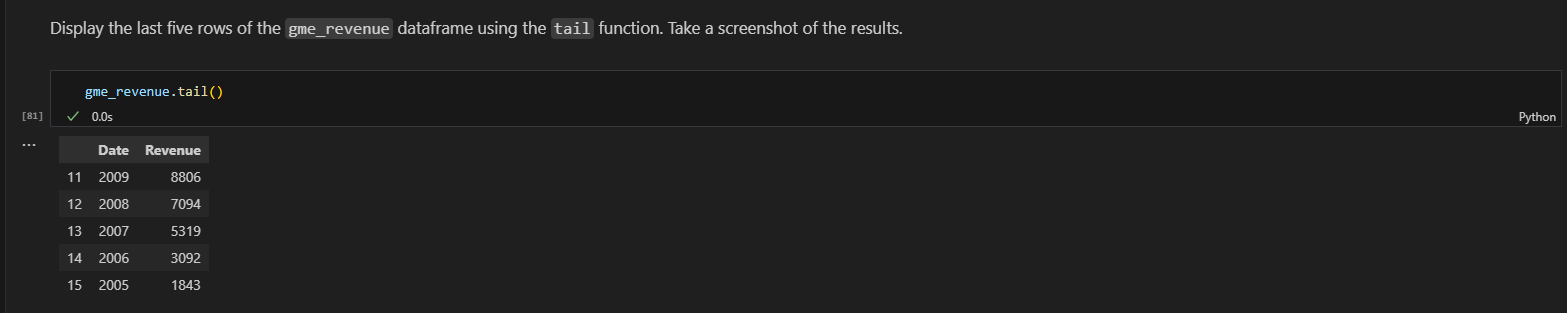 Display the last five rows of the gme_revenue dataframe using the tail function. Take a screenshot of the results.
gme_revenue.tail()
[81] ✓ 0.0s Python
...
Date Revenue
11 2009 8806
12 2008 7094
13 2007 5319
14 2006 3092
15 2005 1843